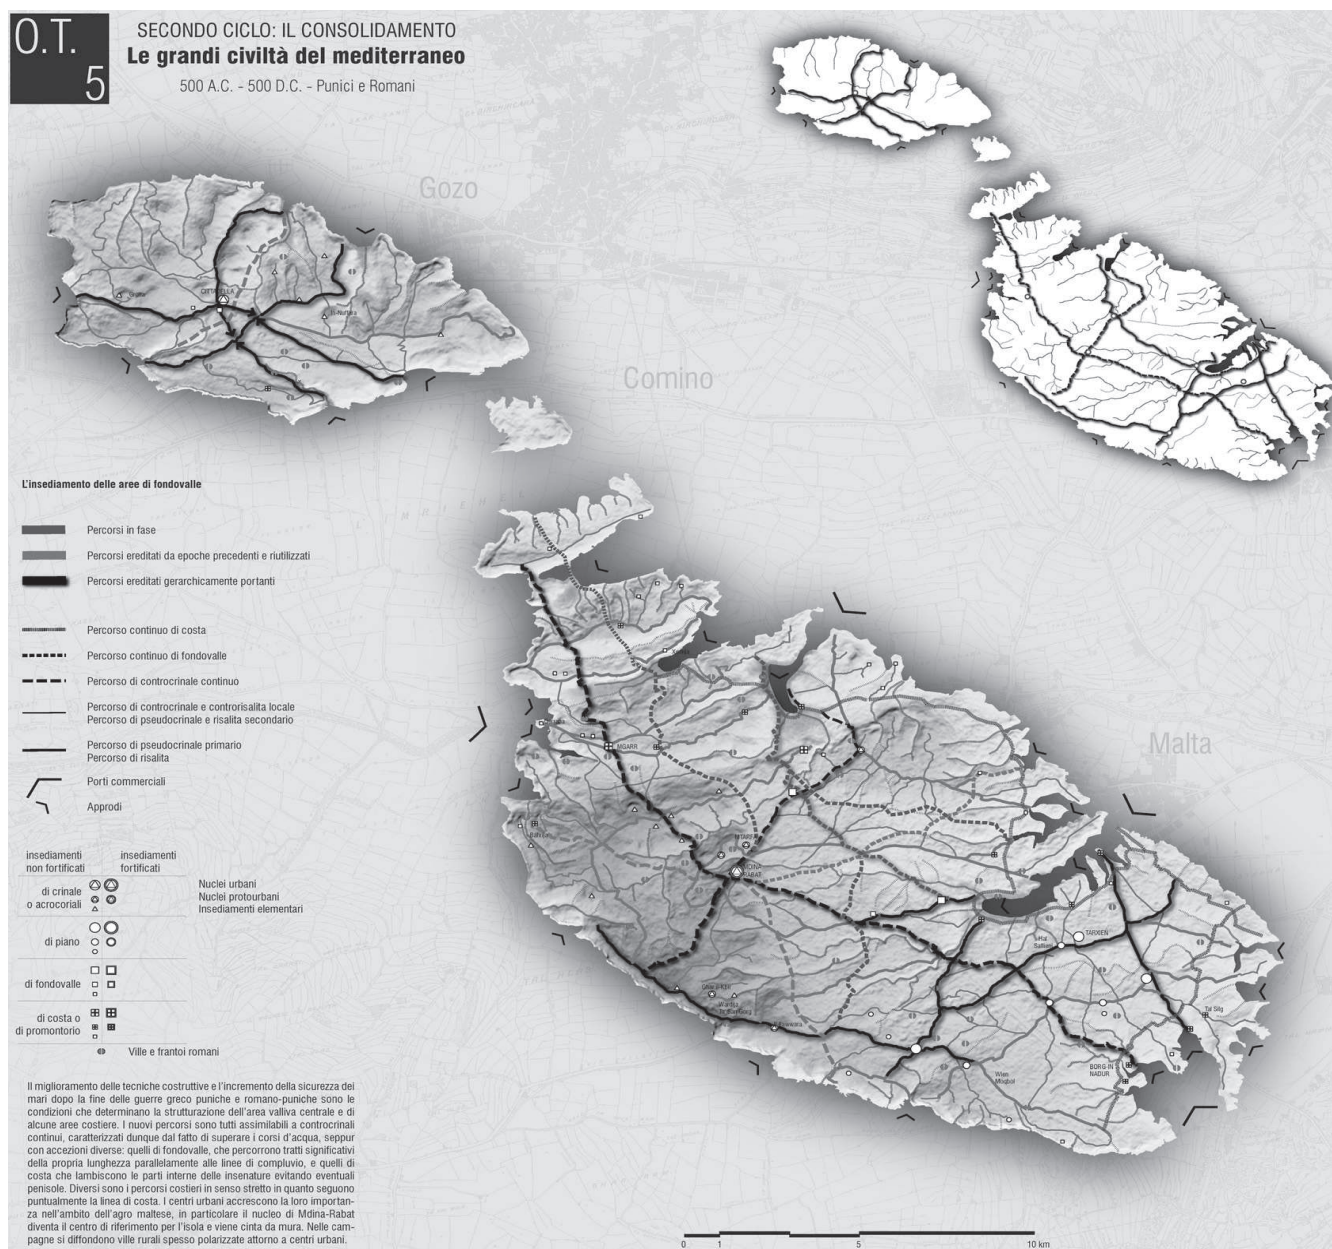 O.T.
5
SECONDO CICLO: IL CONSOLIDAMENTO
Le grandi civiltà del mediterraneo
500 A.C. - 500 D.C. - Punici e Romani
Gozo
CITTADELLA
In-Nuffara
Comino
L'insediamento delle aree di fondovalle
Percorsi in fase
Percorsi ereditati da epoche precedenti e riutilizzati
Percorsi ereditati gerarchicamente portanti
Percorso continuo di costa
Percorso continuo di fondovalle
Percorso di controcrinale continuo
Percorso di controcrinale e controrisalita locale
Percorso di pseudocrinale e risalita secondario
Percorso di pseudocrinale primario
Percorso di risalita
Porti commerciali
Approdi
insediamenti
non fortificati
insediamenti
fortificati
di crinale
o acrocoriali
Nuclei urbani
Nuclei protourbani
Insediamenti elementari
di piano
di fondovalle
di costa o
di promontorio
Ville e frantoi romani
Malta
MGARR
MDINA
RABAT
TARXIEN
Tal Silg
BORG IN
NADUR
Wien
Moqbol
Il miglioramento delle tecniche costruttive e l'incremento della sicurezza dei
mari dopo la fine delle guerre greco puniche e romano-puniche sono le
condizioni che determinano la strutturazione dell'area valliva centrale e di
alcune aree costiere. I nuovi percorsi sono tutti assimilabili a controcrinali
continui, caratterizzati dunque dal fatto di superare i corsi d'acqua, seppur
con accezioni diverse: quelli di fondovalle, che percorrono tratti significativi
della propria lunghezza parallelamente alle linee di compluvio, e quelli di
costa che lambiscono le parti interne delle insenature evitando eventuali
penisole. Diversi sono i percorsi costieri in senso stretto in quanto seguono
puntualmente la linea di costa. I centri urbani accrescono la loro importan-
za nell'ambito dell'agro maltese, in particolare il nucleo di Mdina-Rabat
diventa il centro di riferimento per l'isola e viene cinta da mura. Nelle cam-
pagne si diffondono ville rurali spesso polarizzate attorno a centri urbani.
0 1 5 10 km